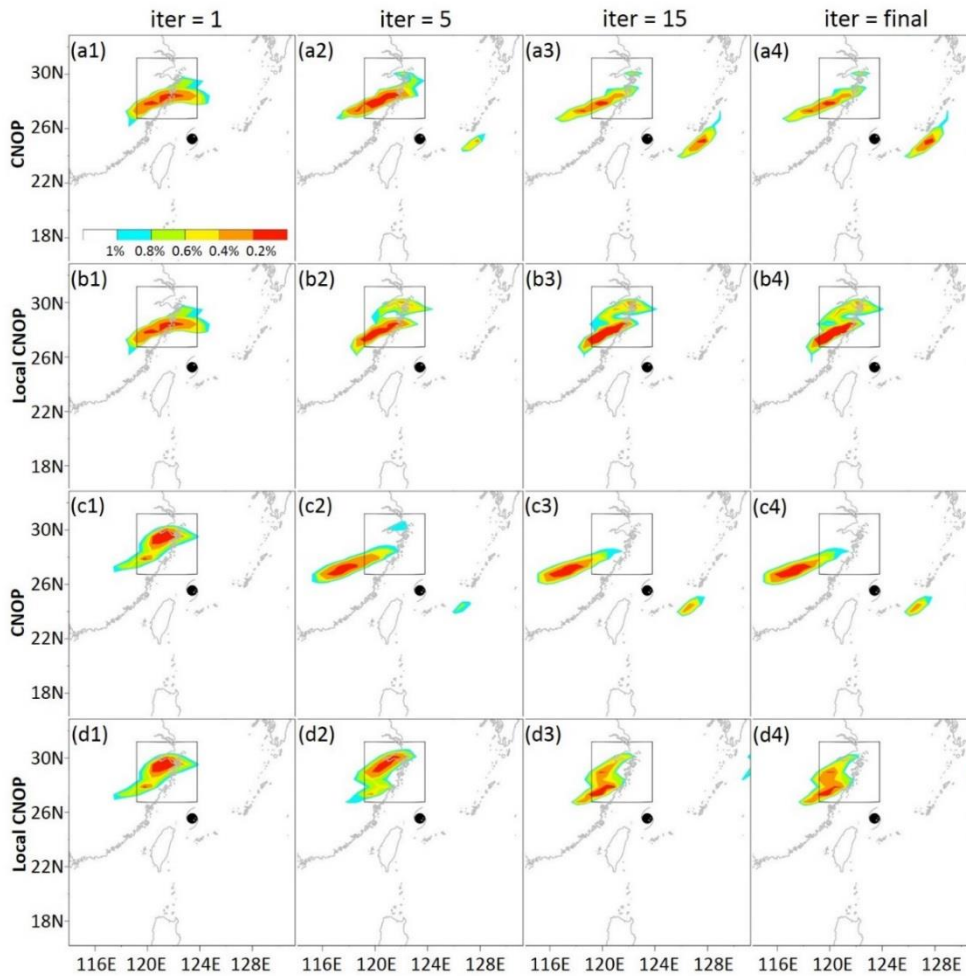 iter = 1 iter = 5 iter = 15 iter = final
(a1) (a2) (a3) (a4)
30N
26N
22N
18N
CNOP
1% 0.8% 0.6% 0.4% 0.2%
(b1) (b2) (b3) (b4)
30N
26N
22N
18N
Local CNOP
(c1) (c2) (c3) (c4)
30N
26N
22N
18N
CNOP
(d1) (d2) (d3) (d4)
30N
26N
22N
18N
Local CNOP
116E 120E 124E 128E 116E 120E 124E 128E 116E 120E 124E 128E 116E 120E 124E 128E